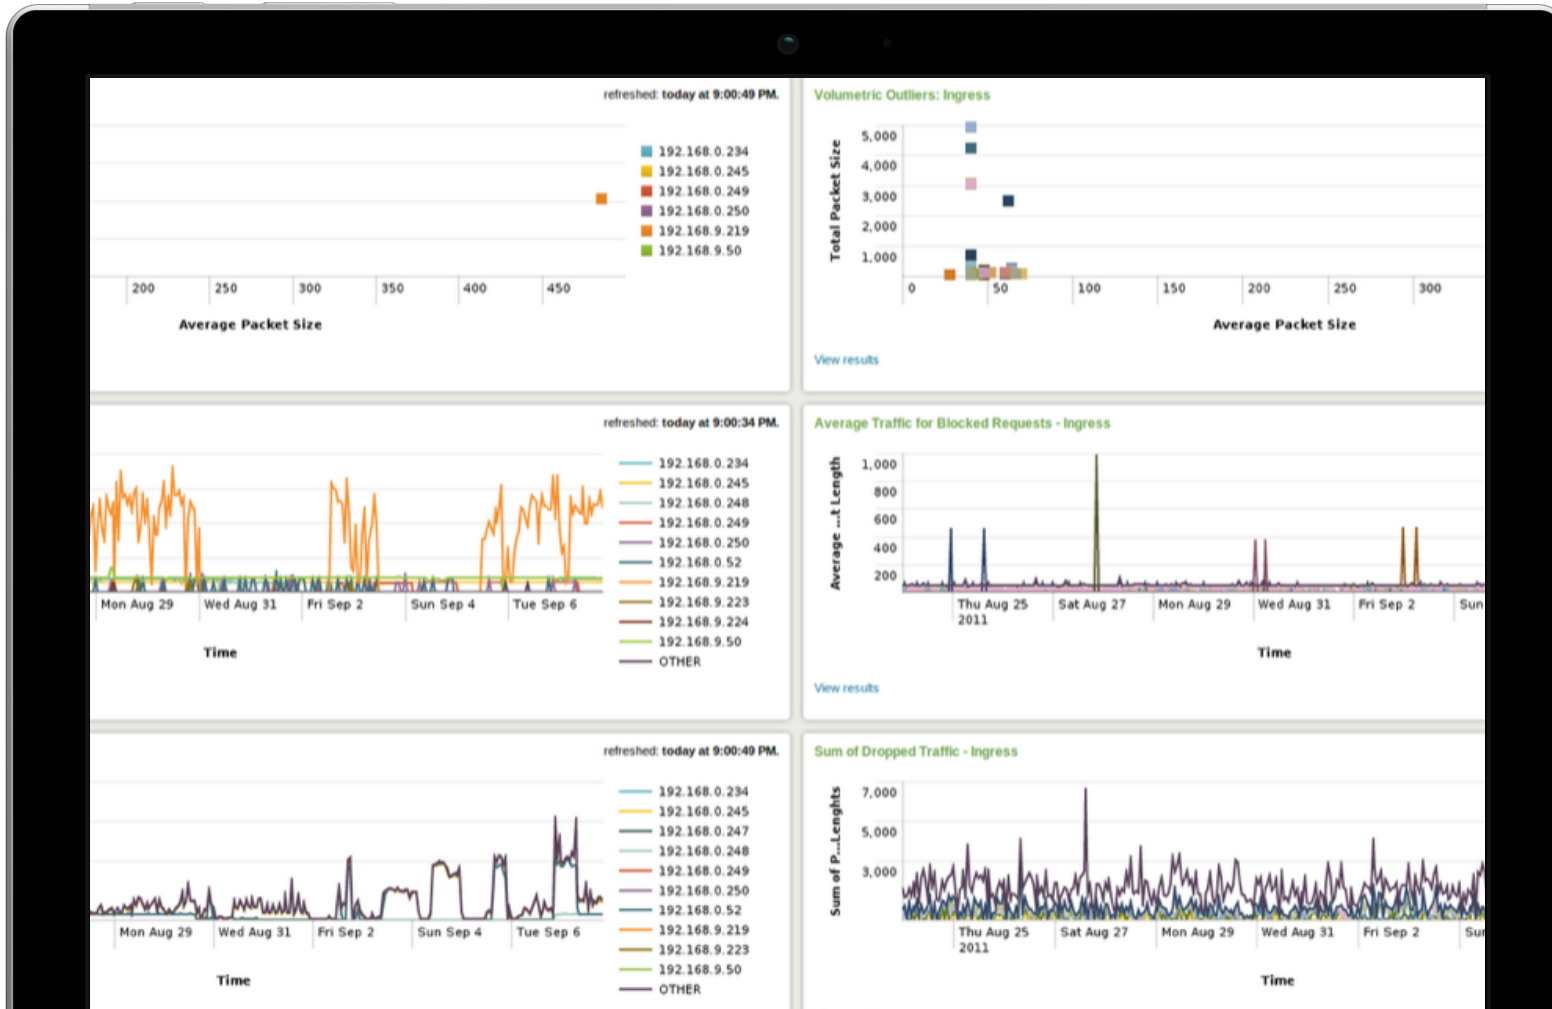 refreshed: today at 9:00:49 PM.
192.168.0.234
192.168.0.245
192.168.0.249
192.168.0.250
192.168.9.219
192.168.9.50
200 250 300 350 400 450
Average Packet Size
Volumetric Outliers: Ingress
Total Packet Size
5,000
4,000
3,000
2,000
1,000
0 50 100 150 200 250 300
Average Packet Size
View results
refreshed: today at 9:00:34 PM.
192.168.0.234
192.168.0.245
192.168.0.248
192.168.0.249
192.168.0.250
192.168.0.52
192.168.9.219
192.168.9.223
192.168.9.224
192.168.9.50
OTHER
Mon Aug 29 Wed Aug 31 Fri Sep 2 Sun Sep 4 Tue Sep 6
Time
Average Traffic for Blocked Requests - Ingress
Average ...t Length
1,000
800
600
400
200
Thu Aug 25 Sat Aug 27 Mon Aug 29 Wed Aug 31 Fri Sep 2 Sun
2011
Time
View results
refreshed: today at 9:00:49 PM.
192.168.0.234
192.168.0.245
192.168.0.247
192.168.0.248
192.168.0.249
192.168.0.250
192.168.0.52
192.168.9.219
192.168.9.223
192.168.9.50
OTHER
Mon Aug 29 Wed Aug 31 Fri Sep 2 Sun Sep 4 Tue Sep 6
Time
Sum of Dropped Traffic - Ingress
Sum of P...Lenghts
7,000
5,000
3,000
Thu Aug 25 Sat Aug 27 Mon Aug 29 Wed Aug 31 Fri Sep 2 Sun
2011
Time